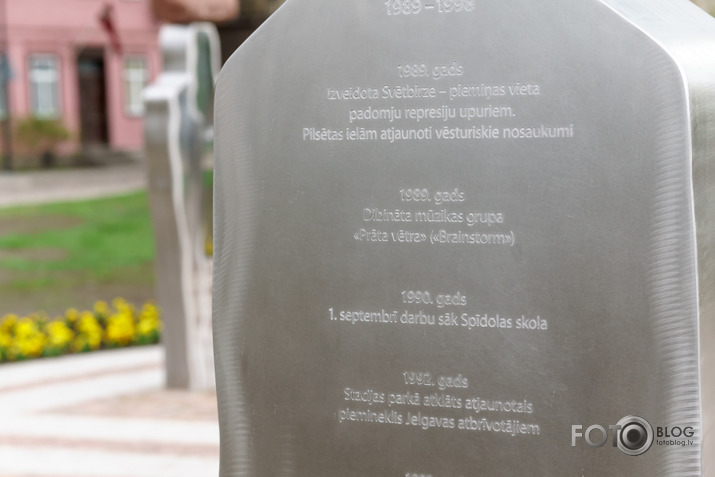 1989 – 1998
1989. gads
Izveidota Svētbirze – piemiņas vieta
padomju represiju upuriem.
Pilsētas ielām atjaunoti vēsturiskie nosaukumi
1989. gads
Dibināta mūzikas grupa
«Prāta vētra» («Brainstorm»)
1990. gads
1. septembrī darbu sāk Spīdolas skola
1992. gads
Stacijas parkā atklāts atjaunotais
piemineklis Jelgavas atbrīvotājiem
FOTO BLOG
fotoblog.lv